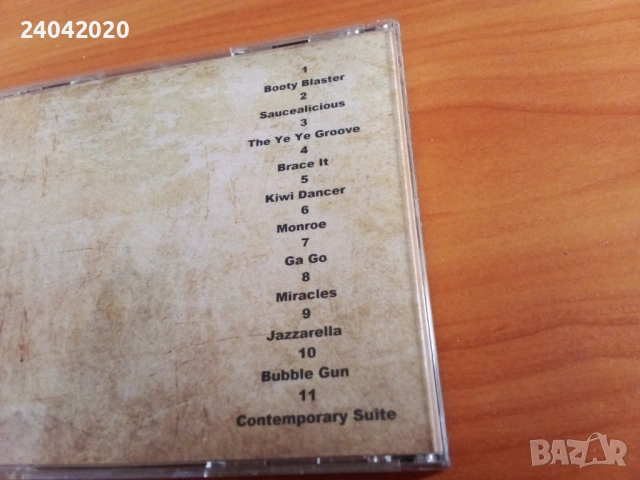 24042020
1
Booty Blaster
2
Saucealicious
3
The Ye Ye Groove
4
Brace It
5
Kiwi Dancer
6
Monroe
7
Ga Go
8
Miracles
9
Jazzarella
10
Bubble Gun
11
Contemporary Suite
BAZAR